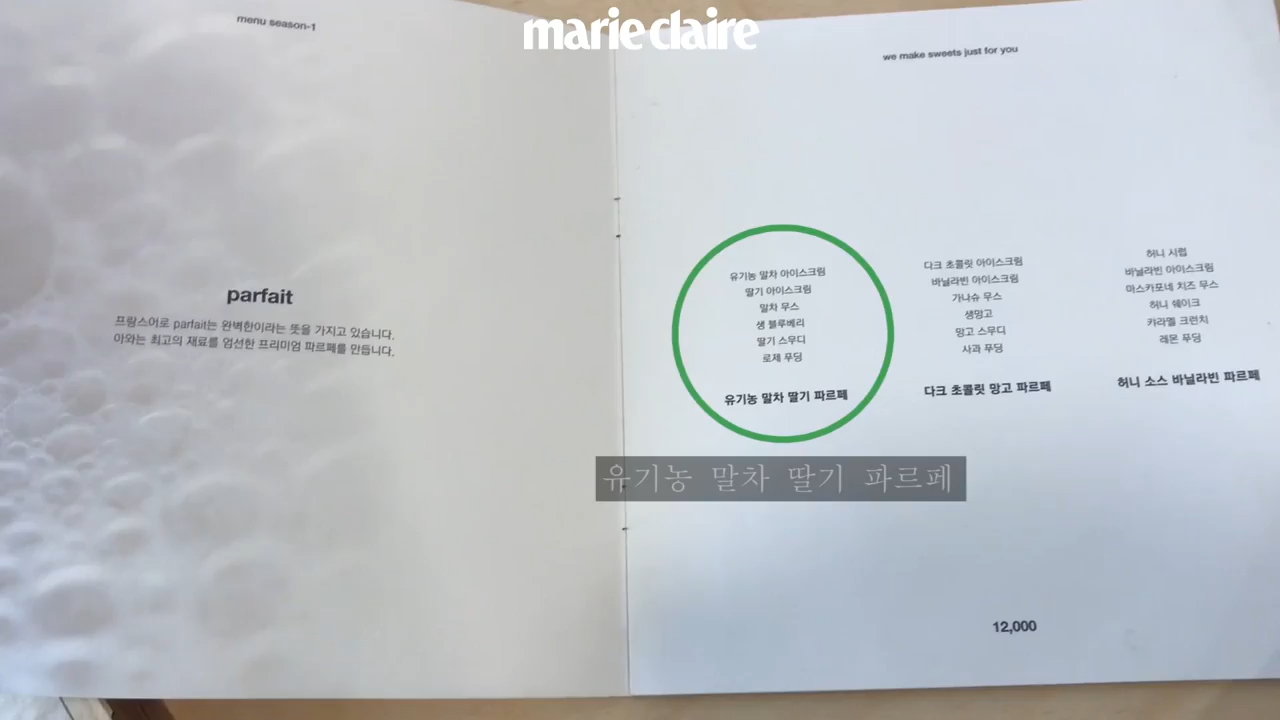 marie claire
menu season-1
parfait
프랑스어로 parfait는 완벽한이라는 뜻을 가지고 있습니다.
아와는 최고의 재료를 엄선한 프리미엄 파르페를 만듭니다.
we make sweets just for you
유기농 말차 아이스크림
딸기 아이스크림
말차 무스
생 블루베리
딸기 스무디
로제 푸딩
유기농 말차 딸기 파르페
다크 초콜릿 아이스크림
바닐라빈 아이스크림
가나슈 무스
생망고
망고 스무디
사과 푸딩
다크 초콜릿 망고 파르페
허니 시럽
바닐라빈 아이스크림
마스카포네 치즈 무스
허니 쉐이크
카라멜 크런치
레몬 푸딩
허니 소스 바닐라빈 파르페
유기농 말차 딸기 파르페
12,000